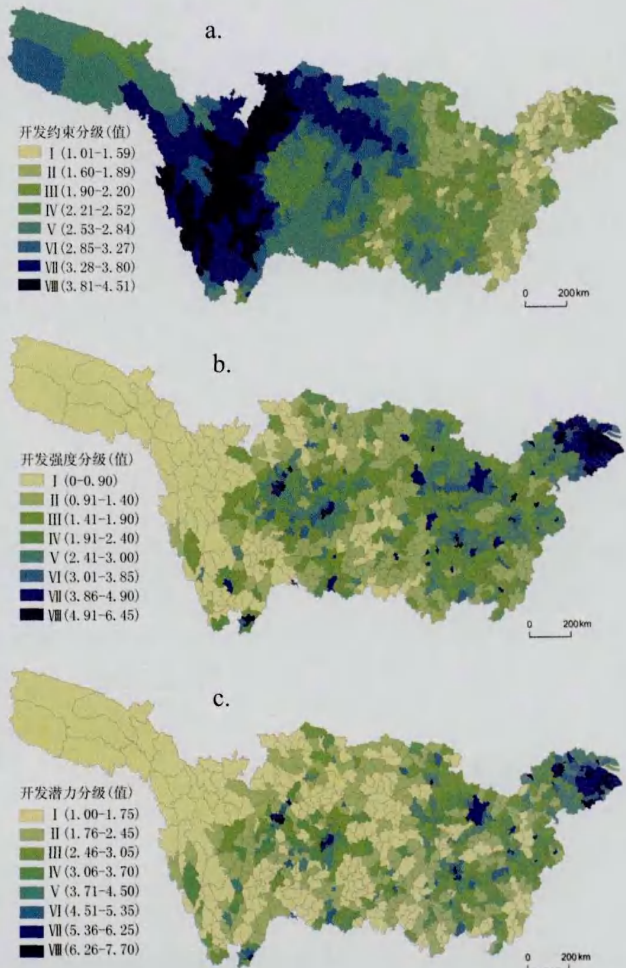 a.
开发约束分级(值)
Ⅰ(1.01-1.59)
Ⅱ(1.60-1.89)
Ⅲ(1.90-2.20)
Ⅳ(2.21-2.52)
Ⅴ(2.53-2.84)
Ⅵ(2.85-3.27)
Ⅶ(3.28-3.80)
Ⅷ(3.81-4.51)
0 200km
b.
开发强度分级(值)
Ⅰ(0-0.90)
Ⅱ(0.91-1.40)
Ⅲ(1.41-1.90)
Ⅳ(1.91-2.40)
Ⅴ(2.41-3.00)
Ⅵ(3.01-3.85)
Ⅶ(3.86-4.90)
Ⅷ(4.91-6.45)
0 200km
c.
开发潜力分级(值)
Ⅰ(1.00-1.75)
Ⅱ(1.76-2.45)
Ⅲ(2.46-3.05)
Ⅳ(3.06-3.70)
Ⅴ(3.71-4.50)
Ⅵ(4.51-5.35)
Ⅶ(5.36-6.25)
Ⅷ(6.26-7.70)
0 200km